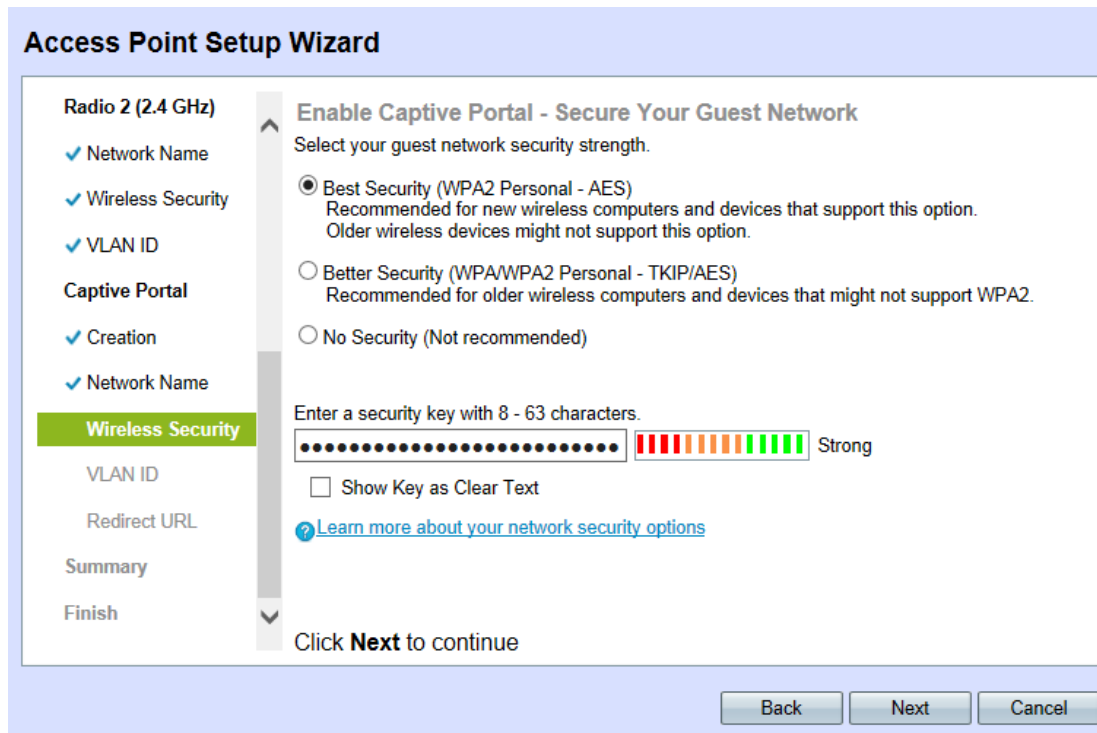 Access Point Setup Wizard
Radio 2 (2.4 GHz)
Network Name
Wireless Security
VLAN ID
Captive Portal
Creation
Network Name
Wireless Security
VLAN ID
Redirect URL
Summary
Finish
Enable Captive Portal - Secure Your Guest Network
Select your guest network security strength.
Best Security (WPA2 Personal - AES)
Recommended for new wireless computers and devices that support this option.
Older wireless devices might not support this option.
Better Security (WPA/WPA2 Personal - TKIP/AES)
Recommended for older wireless computers and devices that might not support WPA2.
No Security (Not recommended)
Enter a security key with 8 - 63 characters.
Strong
Show Key as Clear Text
?
Learn more about your network security options
Click Next to continue
Back
Next
Cancel